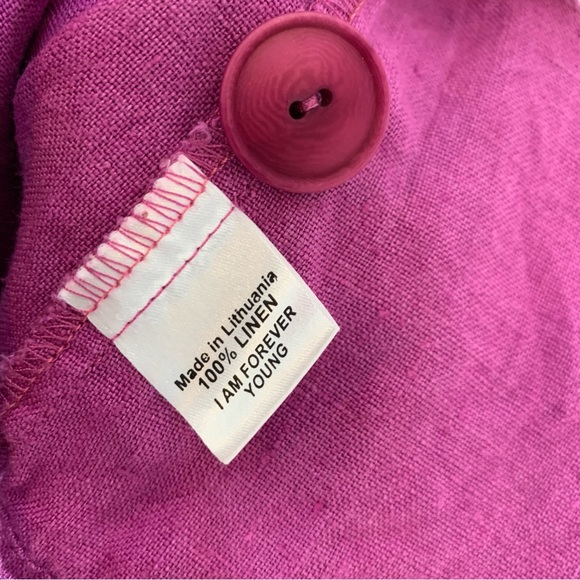 Made in Lithuania
100% LINEN
I AM FOREVER
YOUNG